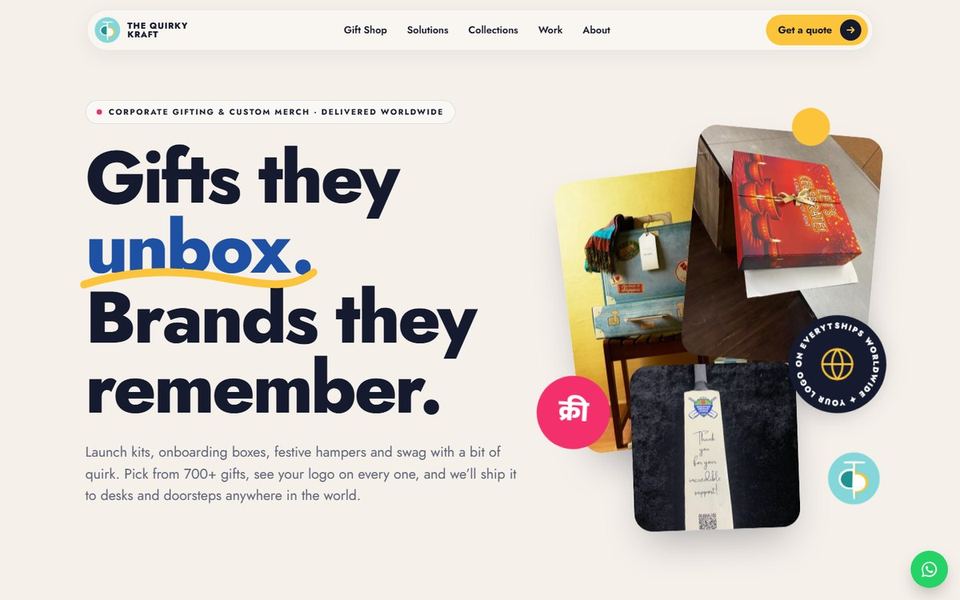 THE QUIRKY
KRAFT
Gift Shop
Solutions
Collections
Work
About
Get a quote
CORPORATE GIFTING & CUSTOM MERCH · DELIVERED WORLDWIDE
Gifts they
unbox.
Brands they
remember.
Launch kits, onboarding boxes, festive hampers and swag with a bit of
quirk. Pick from 700+ gifts, see your logo on every one, and we’ll ship it
to desks and doorsteps anywhere in the world.
SHIPS WORLDWIDE ✦ YOUR LOGO ON EVERYT
क्री
Thank
you
for your
incredible
support!